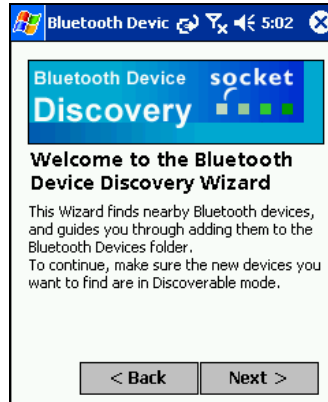 Bluetooth Devic 5:02
Bluetooth Device socket
Discovery
Welcome to the Bluetooth
Device Discovery Wizard
This Wizard finds nearby Bluetooth devices,
and guides you through adding them to the
Bluetooth Devices folder.
To continue, make sure the new devices you
want to find are in Discoverable mode.
< Back Next >